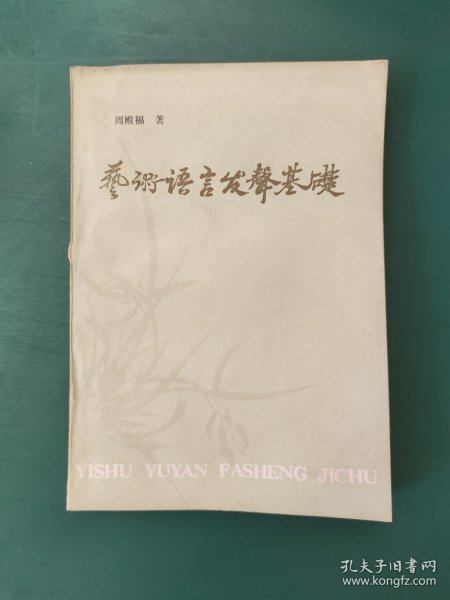 周殿福 著
藝術語言发聲基礎
YISHU YUYAN FASHENG JICHU
孔夫子旧书网
www.kongfz.com